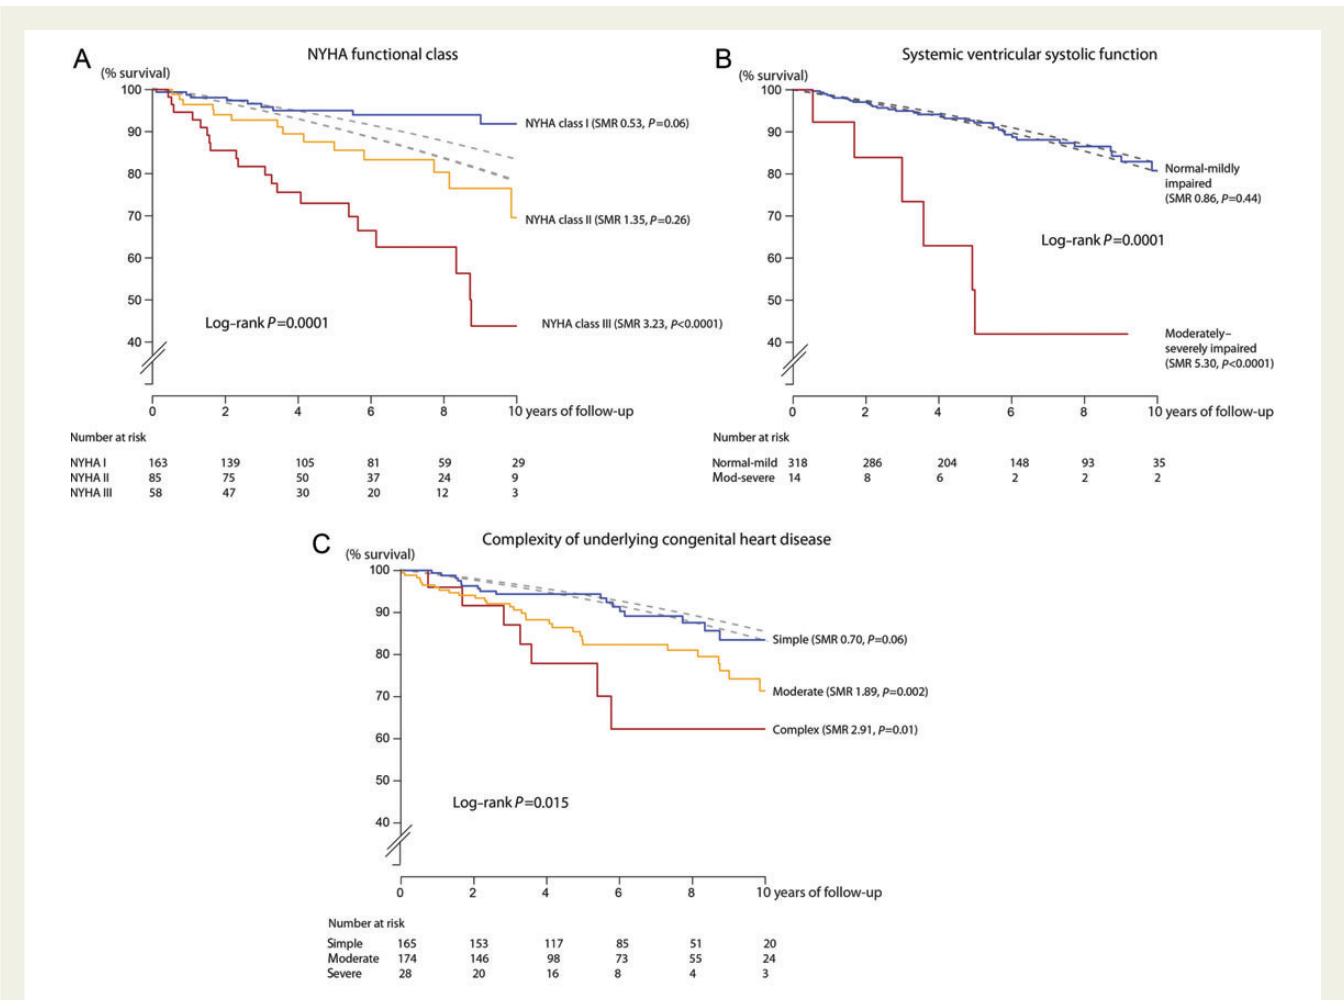 A
NYHA functional class
(% survival)
100
90
80
70
60
50
40
NYHA class I (SMR 0.53, P=0.06)
NYHA class II (SMR 1.35, P=0.26)
NYHA class III (SMR 3.23, P<0.0001)
Log-rank P=0.0001
0 2 4 6 8 10 years of follow-up
Number at risk
NYHA I 163 139 105 81 59 29
NYHA II 85 75 50 37 24 9
NYHA III 58 47 30 20 12 3
B
Systemic ventricular systolic function
(% survival)
100
90
80
70
60
50
40
Normal-mildly
impaired
(SMR 0.86, P=0.44)
Log-rank P=0.0001
Moderately–
severely impaired
(SMR 5.30, P<0.0001)
0 2 4 6 8 10 years of follow-up
Number at risk
Normal-mild 318 286 204 148 93 35
Mod-severe 14 8 6 2 2 2
C
Complexity of underlying congenital heart disease
(% survival)
100
90
80
70
60
50
40
Simple (SMR 0.70, P=0.06)
Moderate (SMR 1.89, P=0.002)
Complex (SMR 2.91, P=0.01)
Log-rank P=0.015
0 2 4 6 8 10 years of follow-up
Number at risk
Simple 165 153 117 85 51 20
Moderate 174 146 98 73 55 24
Severe 28 20 16 8 4 3